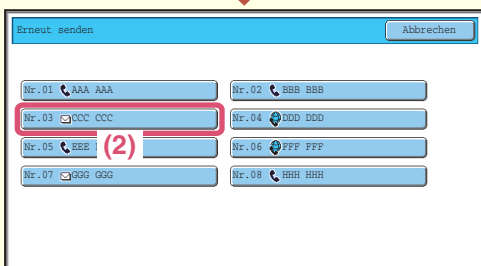 Erneut senden
Abbrechen
Nr.01 AAA AAA
Nr.02 BBB BBB
Nr.03 CCC CCC
Nr.04 DDD DDD
Nr.05 EEE
(2)
Nr.06 FFF FFF
Nr.07 GGG GGG
Nr.08 HHH HHH